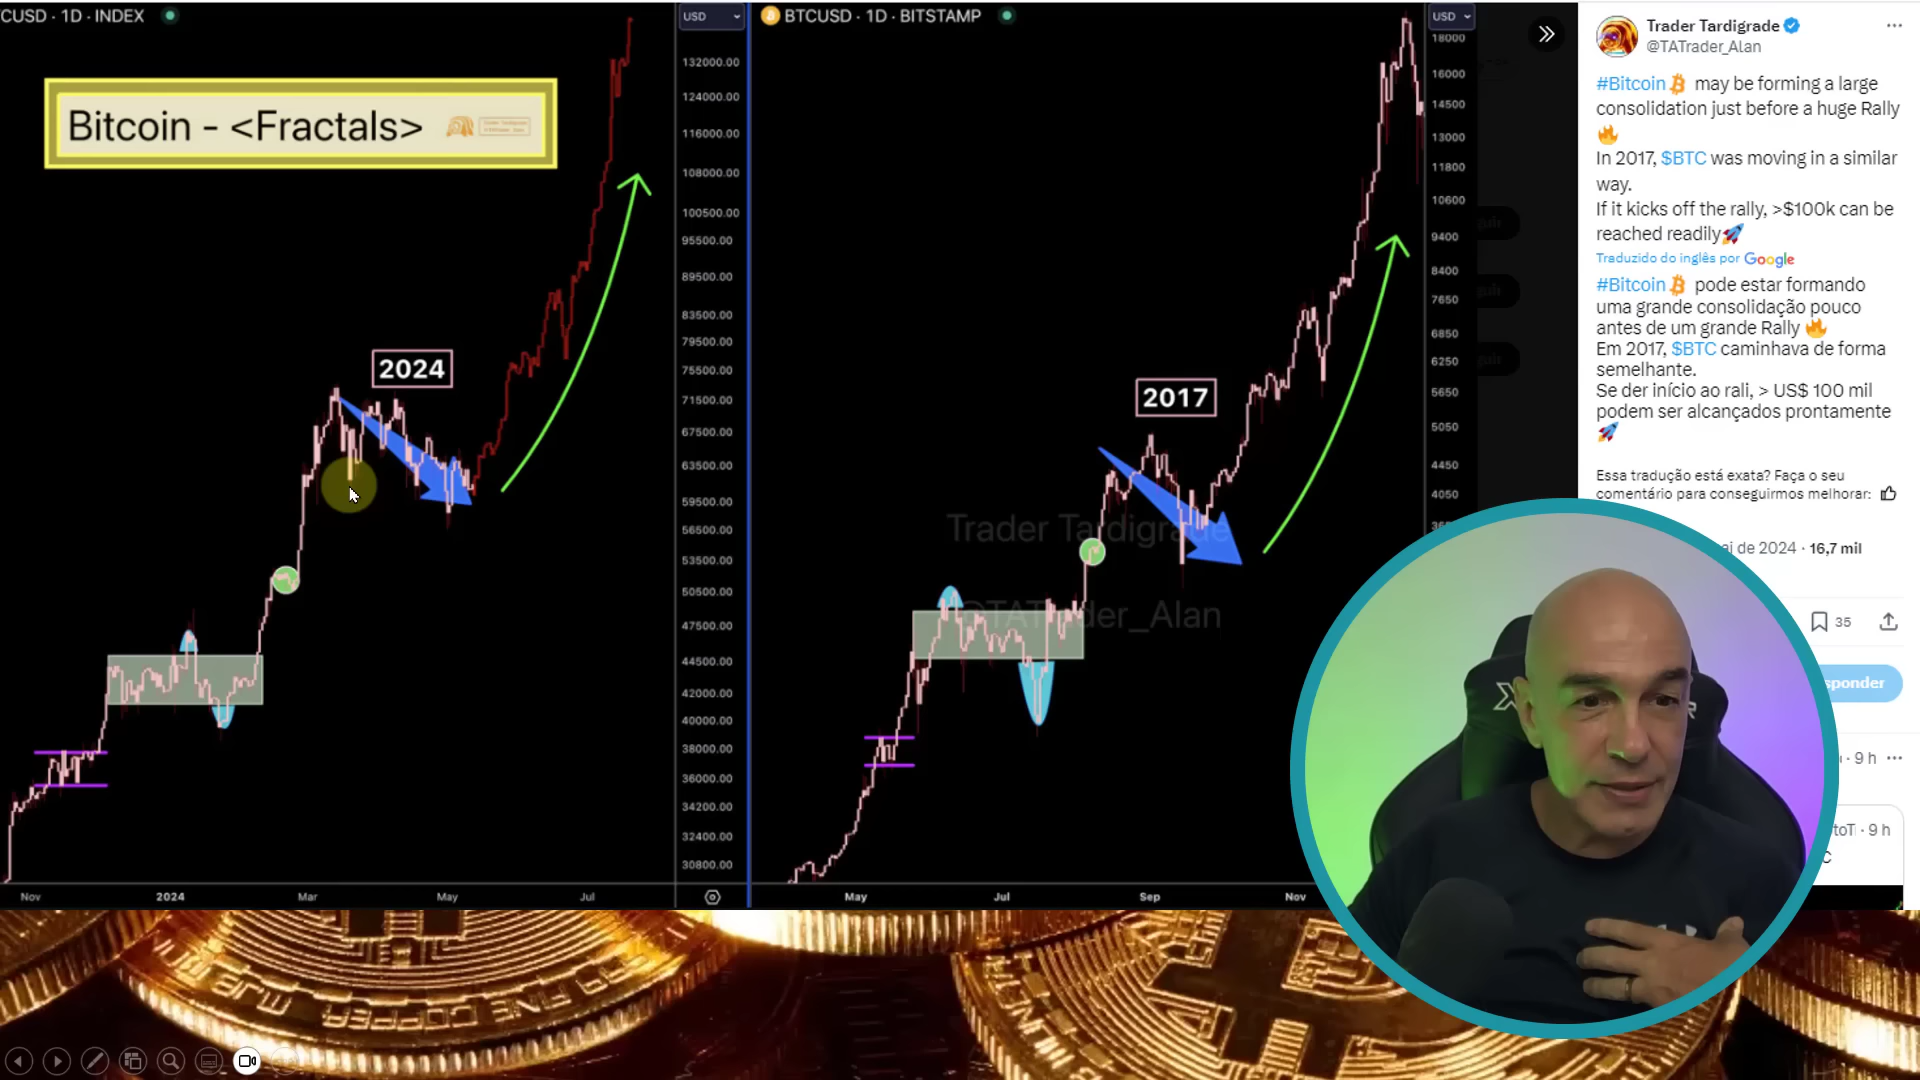 TCUSD · 1D · INDEX
USD
BTCUSD · 1D · BITSTAMP
USD
Bitcoin - <Fractals>
132000.00
124000.00
116000.00
108000.00
100500.00
95500.00
89500.00
83500.00
79500.00
75500.00
71500.00
67500.00
63500.00
59500.00
56500.00
53500.00
50500.00
47500.00
44500.00
42000.00
40000.00
38000.00
36000.00
34200.00
32400.00
30800.00
2024
Nov
2024
Mar
May
Jul
18000
16000
14500
13000
11800
10600
9400
8400
7650
6850
6250
5650
5050
4450
4050
2017
Trader Tardigrade
@TATrader_Alan
May
Jul
Sep
Nov
Trader Tardigrade
@TATrader_Alan
#Bitcoin may be forming a large
consolidation just before a huge Rally
🔥
In 2017, $BTC was moving in a similar
way.
If it kicks off the rally, >$100k can be
reached readily🚀
Traduzido do inglês por Google
#Bitcoin pode estar formando
uma grande consolidação pouco
antes de um grande Rally 🔥
Em 2017, $BTC caminhava de forma
semelhante.
Se der início ao rali, > US$ 100 mil
podem ser alcançados prontamente
🚀
Essa tradução está exata? Faça o seu
comentário para conseguirmos melhorar:
de 2024 · 16,7 mil
35
sponder
· 9 h
· 9 h
FINE COPPER